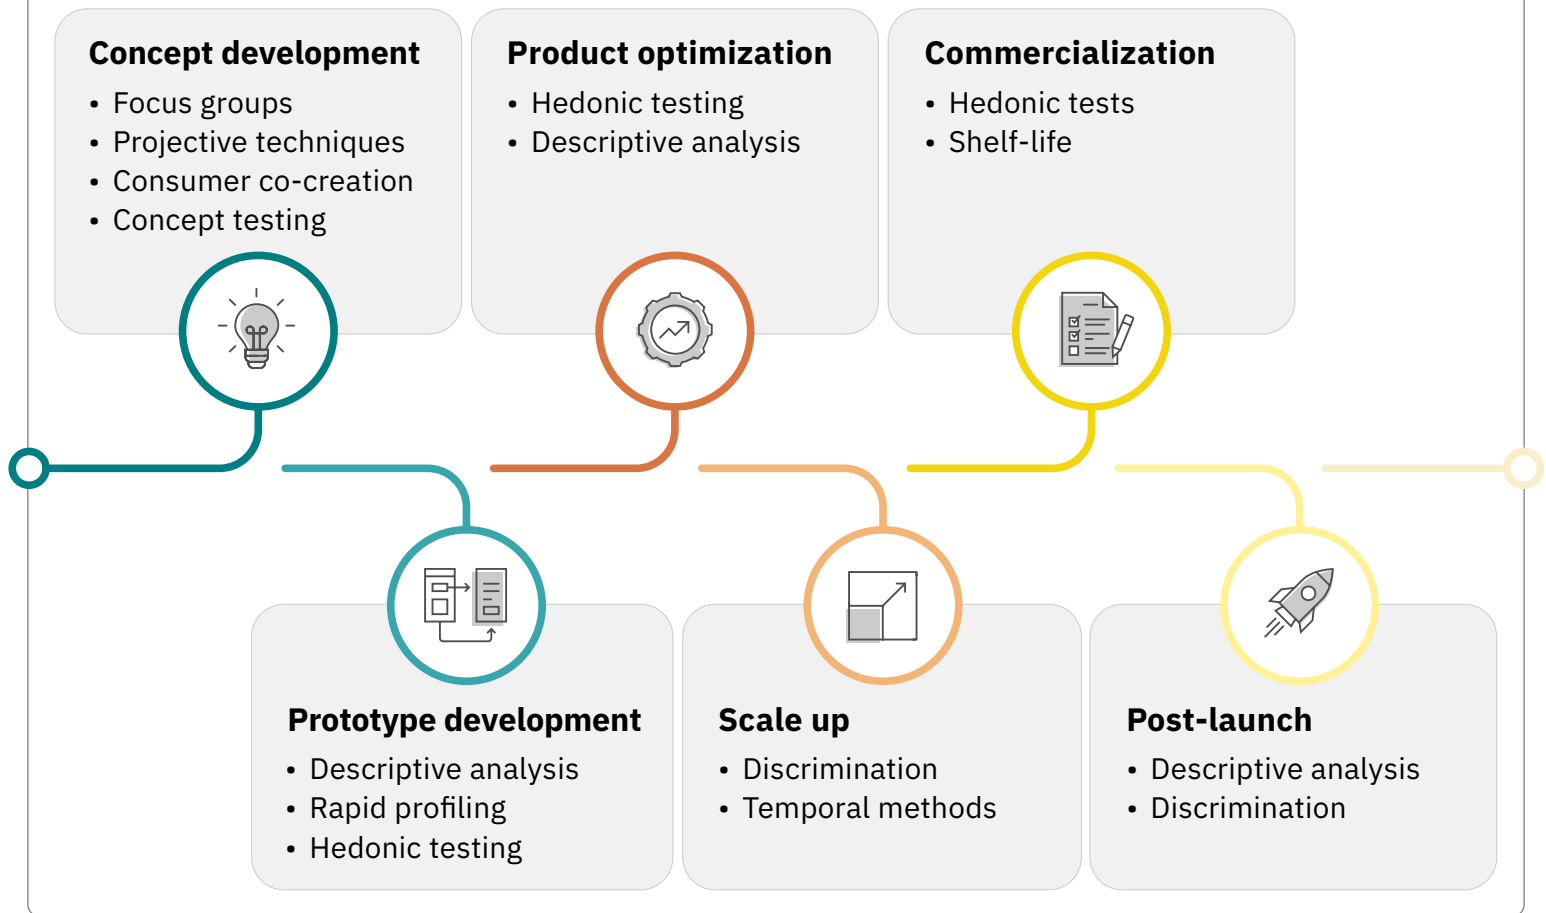 Concept development
• Focus groups
• Projective techniques
• Consumer co-creation
• Concept testing
Product optimization
• Hedonic testing
• Descriptive analysis
Commercialization
• Hedonic tests
• Shelf-life
Prototype development
• Descriptive analysis
• Rapid profiling
• Hedonic testing
Scale up
• Discrimination
• Temporal methods
Post-launch
• Descriptive analysis
• Discrimination